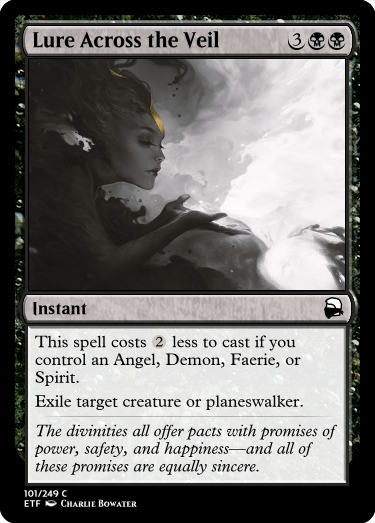 Lure Across the Veil 3
Instant
This spell costs 2 less to cast if you
control an Angel, Demon, Faerie, or
Spirit.
Exile target creature or planeswalker.
The divinities all offer pacts with promises of
power, safety, and happiness—and all of
these promises are equally sincere.
101/249 C
ETF Charlie Bowater